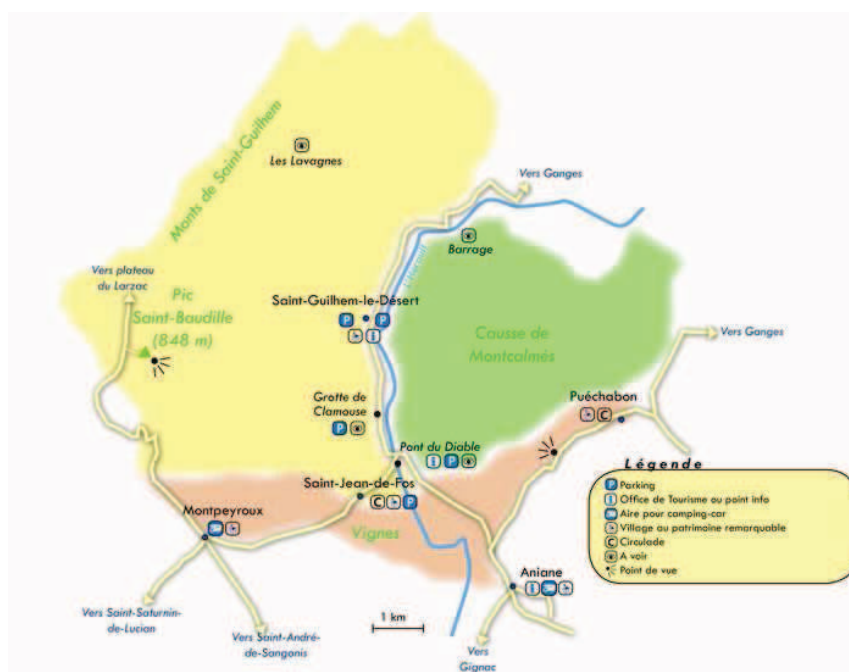 Monts de Saint-Guilhem
Les Lavagnes
Vers Ganges
L'Hérault
Barrage
Vers plateau
du Larzac
Pic
Saint-Baudille
(848 m)
Saint-Guilhem-le-Désert
P
P
i
Causse de
Montcalmés
Vers Ganges
Grotte de
Clamouse
P
Puéchabon
C
Pont du Diable
i
P
Saint-Jean-de-Fos
C
P
Montpeyroux
Vignes
Aniane
i
Vers Saint-Saturnin-
de-Lucian
Vers Saint-André-
de-Sangonis
1 km
Vers
Gignac
Légende
P Parking
i Office de Tourisme ou point info
Aire pour camping-car
Village au patrimoine remarquable
C Circulade
A voir
Point de vue